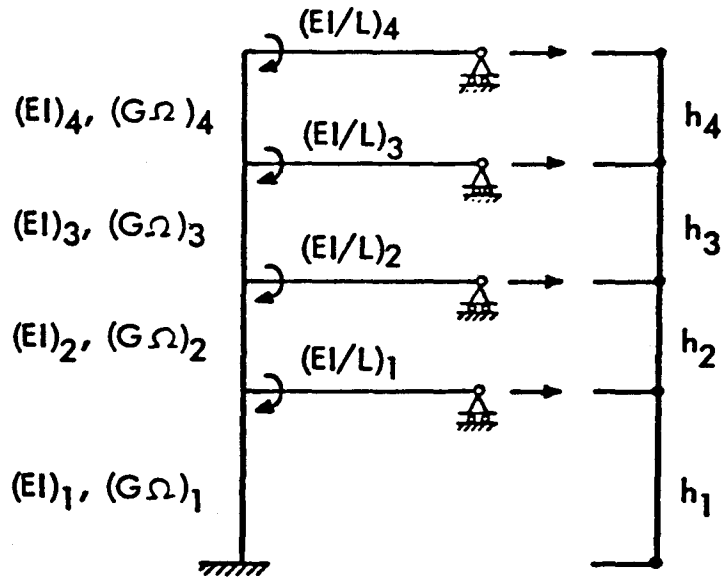 (EI/L)₄
(EI)₄, (GΩ)₄
h₄
(EI/L)₃
(EI)₃, (GΩ)₃
h₃
(EI/L)₂
(EI)₂, (GΩ)₂
h₂
(EI/L)₁
(EI)₁, (GΩ)₁
h₁